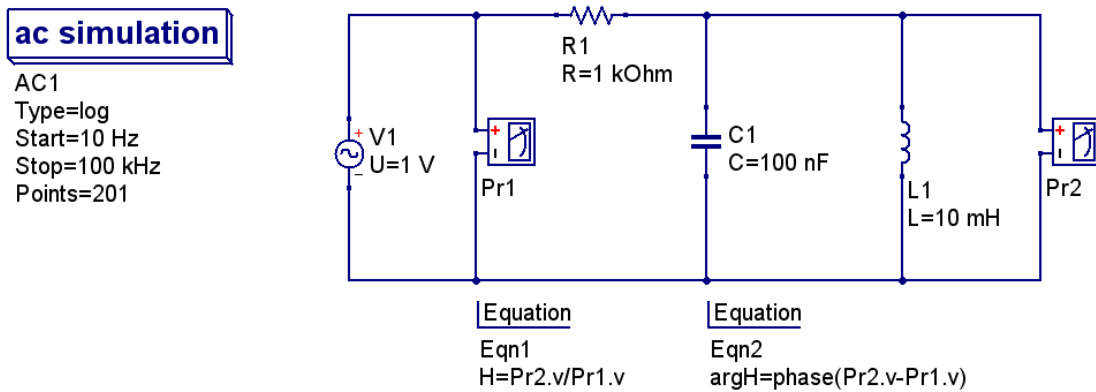 ac simulation
AC1
Type=log
Start=10 Hz
Stop=100 kHz
Points=201
+
V1
U=1 V
−
+
-
Pr1
R1
R=1 kOhm
C1
C=100 nF
L1
L=10 mH
+
-
Pr2
Equation
Eqn1
H=Pr2.v/Pr1.v
Equation
Eqn2
argH=phase(Pr2.v-Pr1.v)